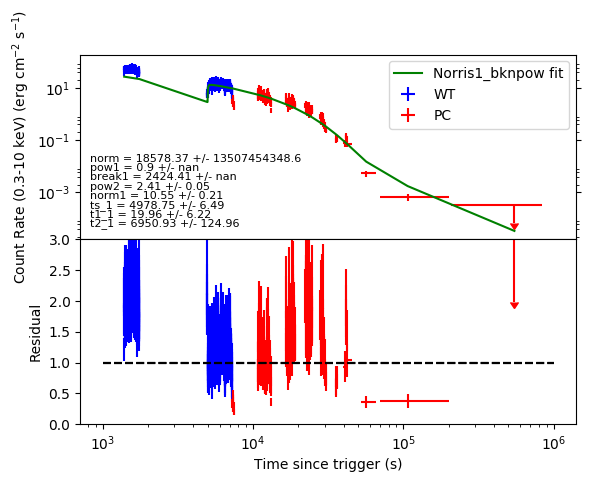 Count Rate (0.3-10 keV) (erg cm⁻² s⁻¹)
10¹
10⁻¹
10⁻³
Norris1_bknpow fit
WT
PC
norm = 18578.37 +/- 13507454348.6
pow1 = 0.9 +/- nan
break1 = 2424.41 +/- nan
pow2 = 2.41 +/- 0.05
norm1 = 10.55 +/- 0.21
ts_1 = 4978.75 +/- 6.49
t1_1 = 19.96 +/- 6.22
t2_1 = 6950.93 +/- 124.96
Residual
3.0
2.5
2.0
1.5
1.0
0.5
0.0
10³
10⁴
10⁵
10⁶
Time since trigger (s)